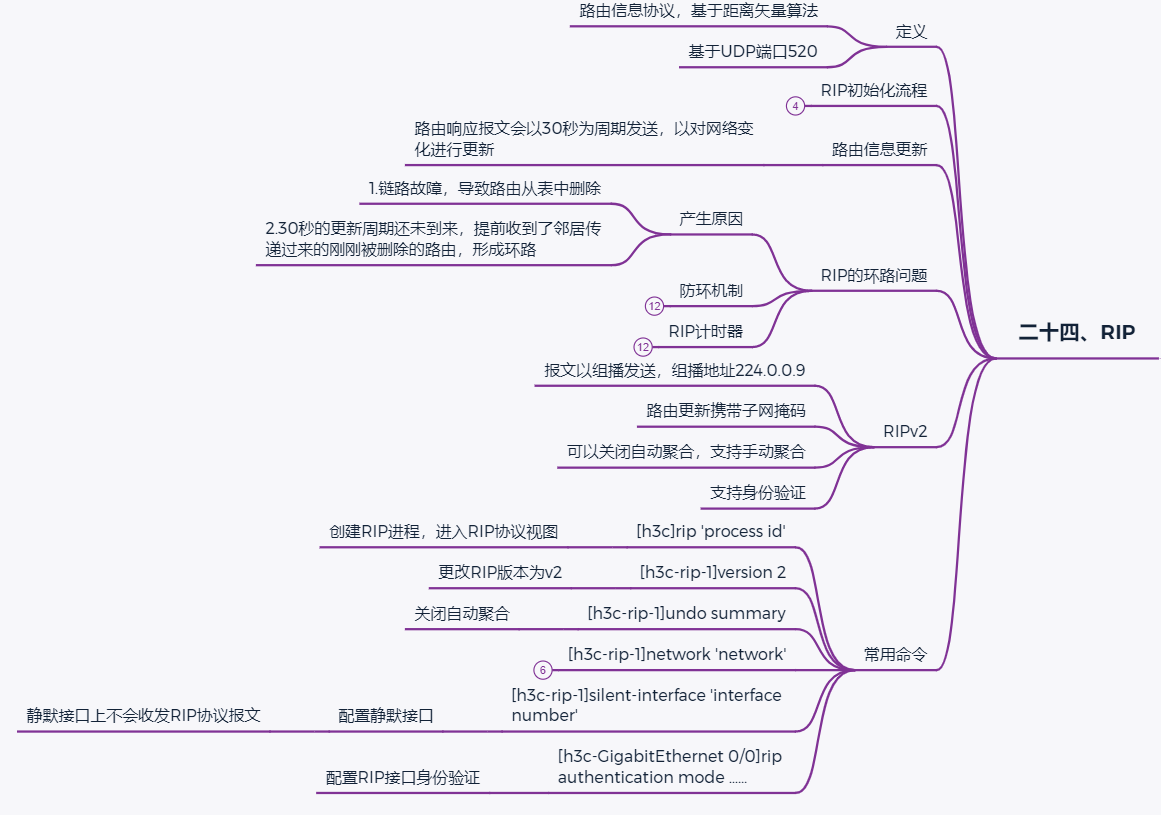 二十四、RIP
定义
路由信息协议，基于距离矢量算法
基于UDP端口520
RIP初始化流程
4
路由信息更新
路由响应报文会以30秒为周期发送，以对网络变
化进行更新
RIP的环路问题
产生原因
1.链路故障，导致路由从表中删除
2.30秒的更新周期还未到来，提前收到了邻居传
递过来的刚刚被删除的路由，形成环路
防环机制
12
RIP计时器
12
RIPv2
报文以组播发送，组播地址224.0.0.9
路由更新携带子网掩码
可以关闭自动聚合，支持手动聚合
支持身份验证
常用命令
[h3c]rip 'process id'
创建RIP进程，进入RIP协议视图
[h3c-rip-1]version 2
更改RIP版本为v2
[h3c-rip-1]undo summary
关闭自动聚合
[h3c-rip-1]network 'network'
6
[h3c-rip-1]silent-interface 'interface
number'
配置静默接口
静默接口上不会收发RIP协议报文
[h3c-GigabitEthernet 0/0]rip
authentication mode ......
配置RIP接口身份验证